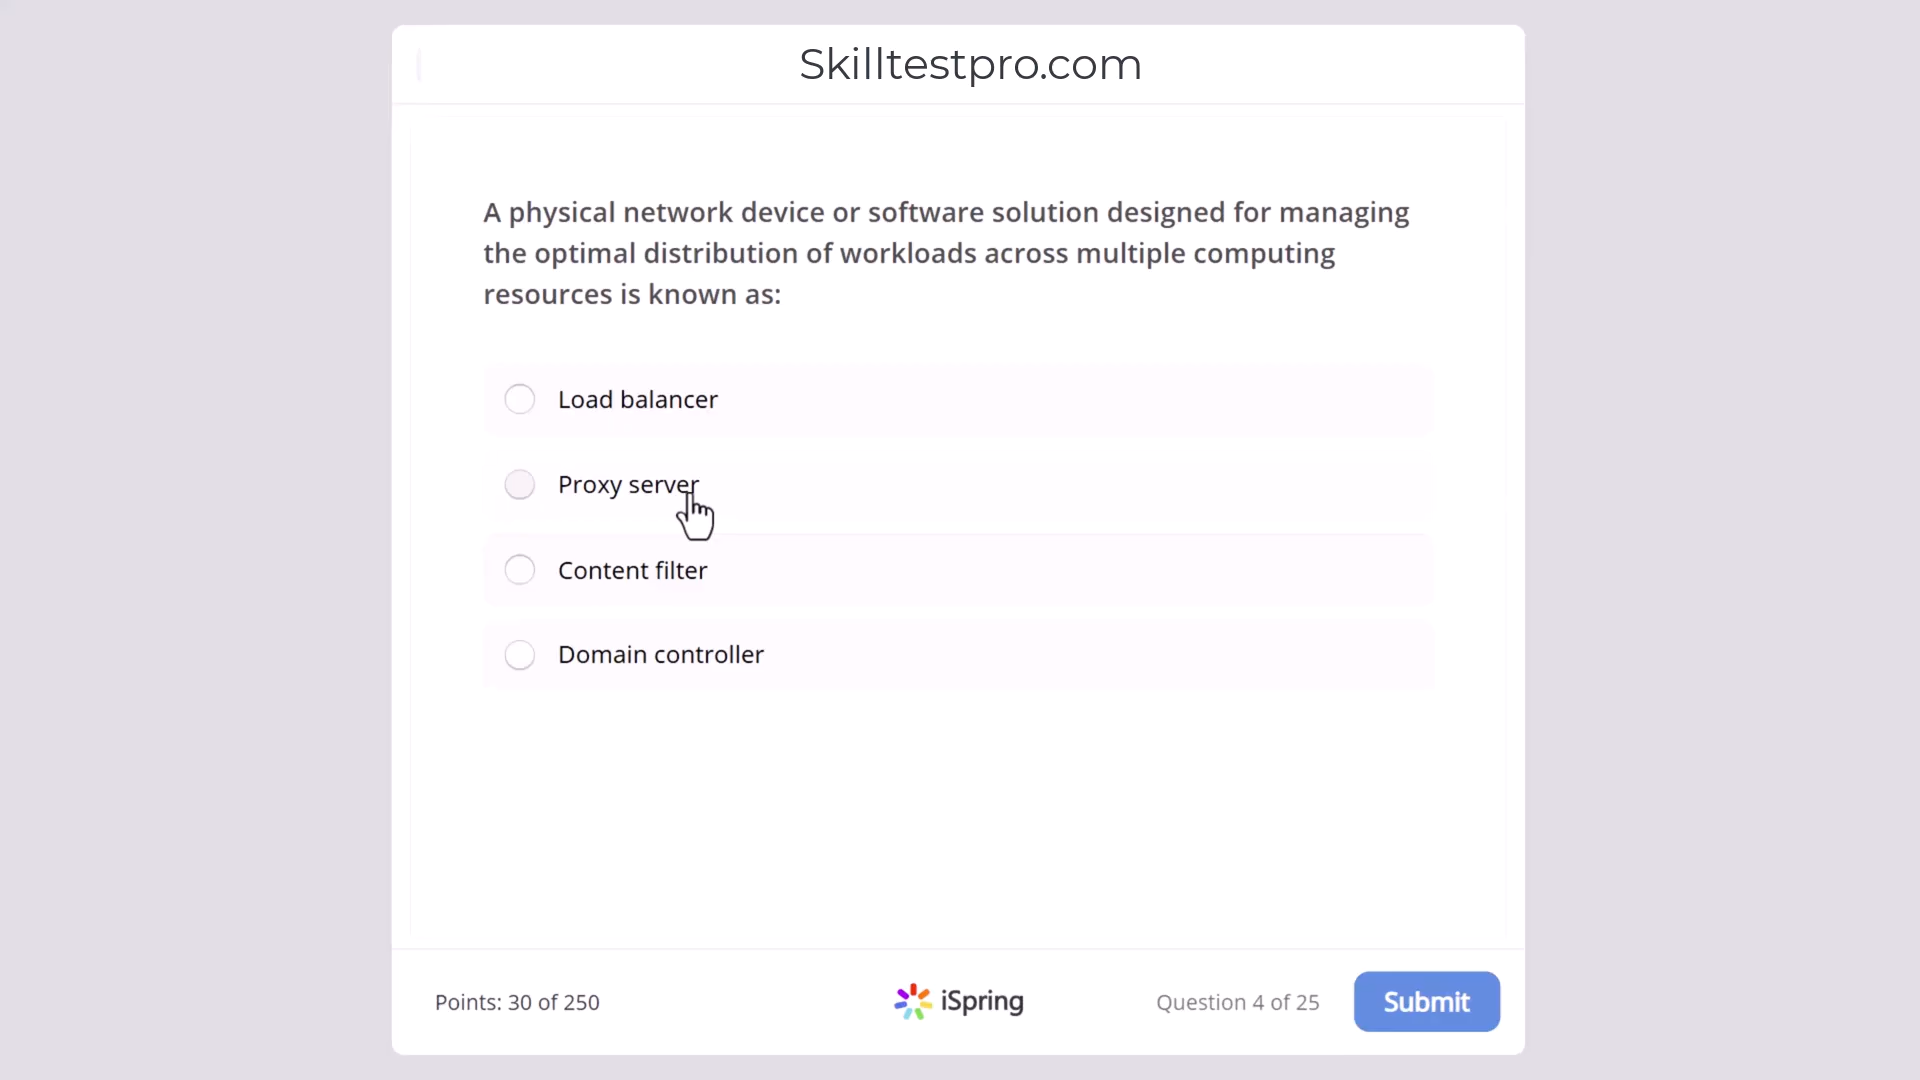 Skilltestpro.com
A physical network device or software solution designed for managing
the optimal distribution of workloads across multiple computing
resources is known as:
Load balancer
Proxy server
Content filter
Domain controller
Points: 30 of 250
iSpring
Question 4 of 25
Submit